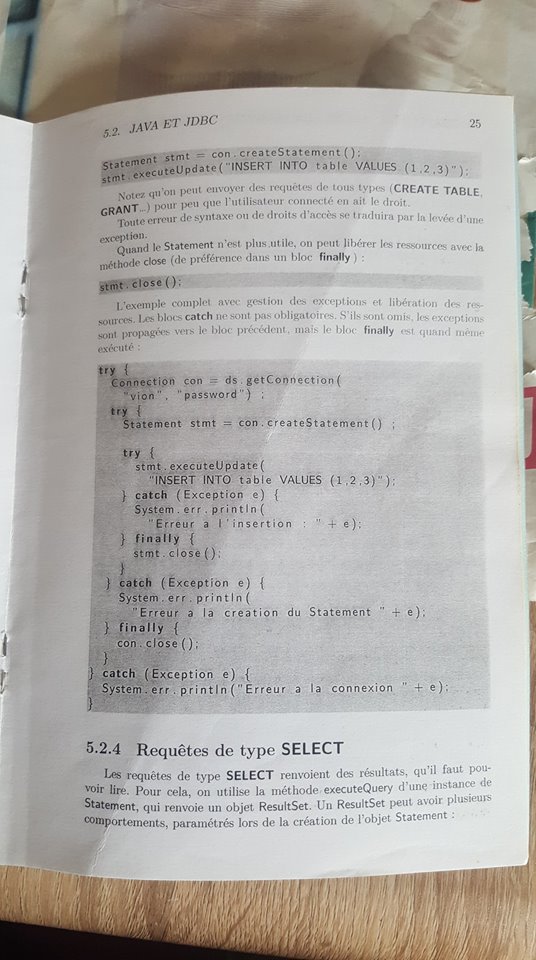 5.2. JAVA ET JDBC 25
Statement stmt = con.createStatement();
stmt.executeUpdate("INSERT INTO table VALUES (1,2,3)");
Notez qu'on peut envoyer des requêtes de tous types (CREATE TABLE,
GRANT...) pour peu que l'utilisateur connecté en ait le droit.
Toute erreur de syntaxe ou de droits d'accès se traduira par la levée d'une
exception.
Quand le Statement n'est plus utile, on peut libérer les ressources avec la
méthode close (de préférence dans un bloc finally) :
stmt.close();
L'exemple complet avec gestion des exceptions et libération des res-
sources. Les blocs catch ne sont pas obligatoires. S'ils sont omis, les exceptions
sont propagées vers le bloc précédent, mais le bloc finally est quand même
exécuté :
try {
Connection con = ds.getConnection(
"vion", "password") ;
try {
Statement stmt = con.createStatement() ;
try {
stmt.executeUpdate(
"INSERT INTO table VALUES (1,2,3)");
} catch (Exception e) {
System.err.println(
"Erreur a l'insertion : " + e);
} finally {
stmt.close();
}
} catch (Exception e) {
System.err.println(
"Erreur a la creation du Statement " + e);
} finally {
con.close();
}
} catch (Exception e) {
System.err.println("Erreur a la connexion " + e);
}
5.2.4 Requêtes de type SELECT
Les requêtes de type SELECT renvoient des résultats, qu'il faut pou-
voir lire. Pour cela, on utilise la méthode executeQuery d'une instance de
Statement, qui renvoie un objet ResultSet. Un ResultSet peut avoir plusieurs
comportements, paramétrés lors de la création de l'objet Statement :